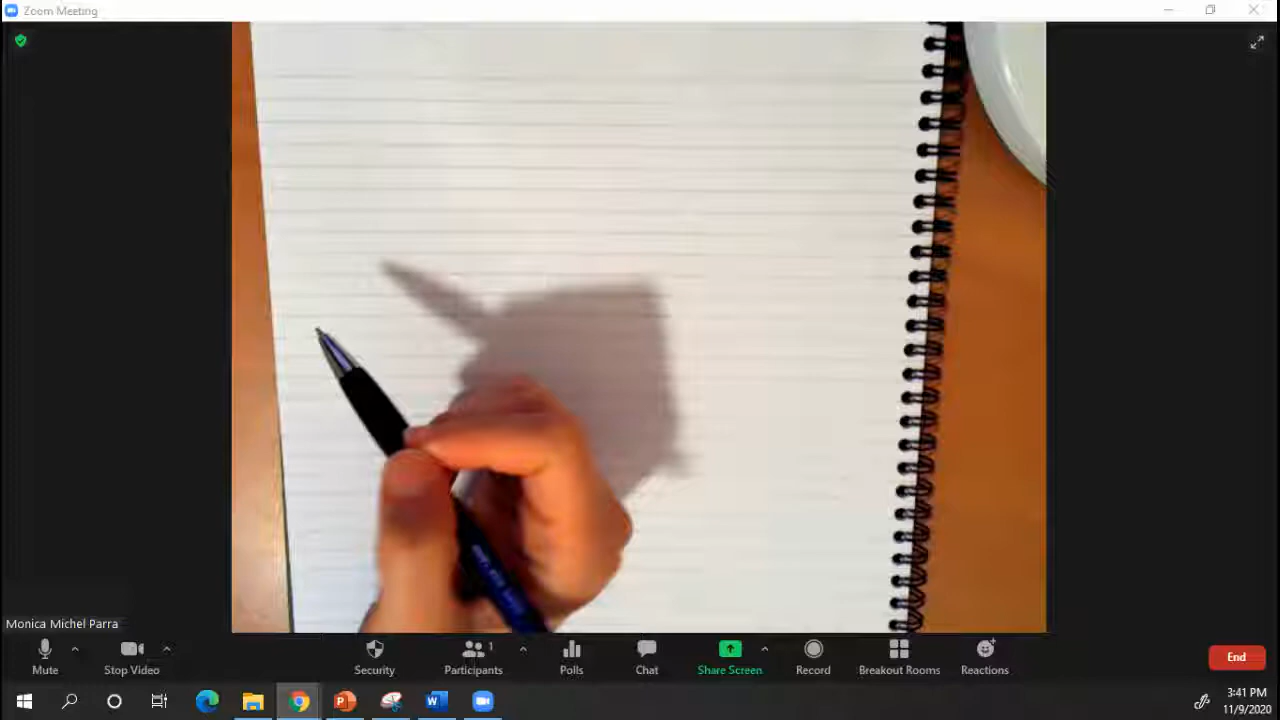 Zoom Meeting
Monica Michel Parra
Mute
Stop Video
Security
Participants
1
Polls
Chat
Share Screen
Record
Breakout Rooms
Reactions
End
3:41 PM
11/9/2020